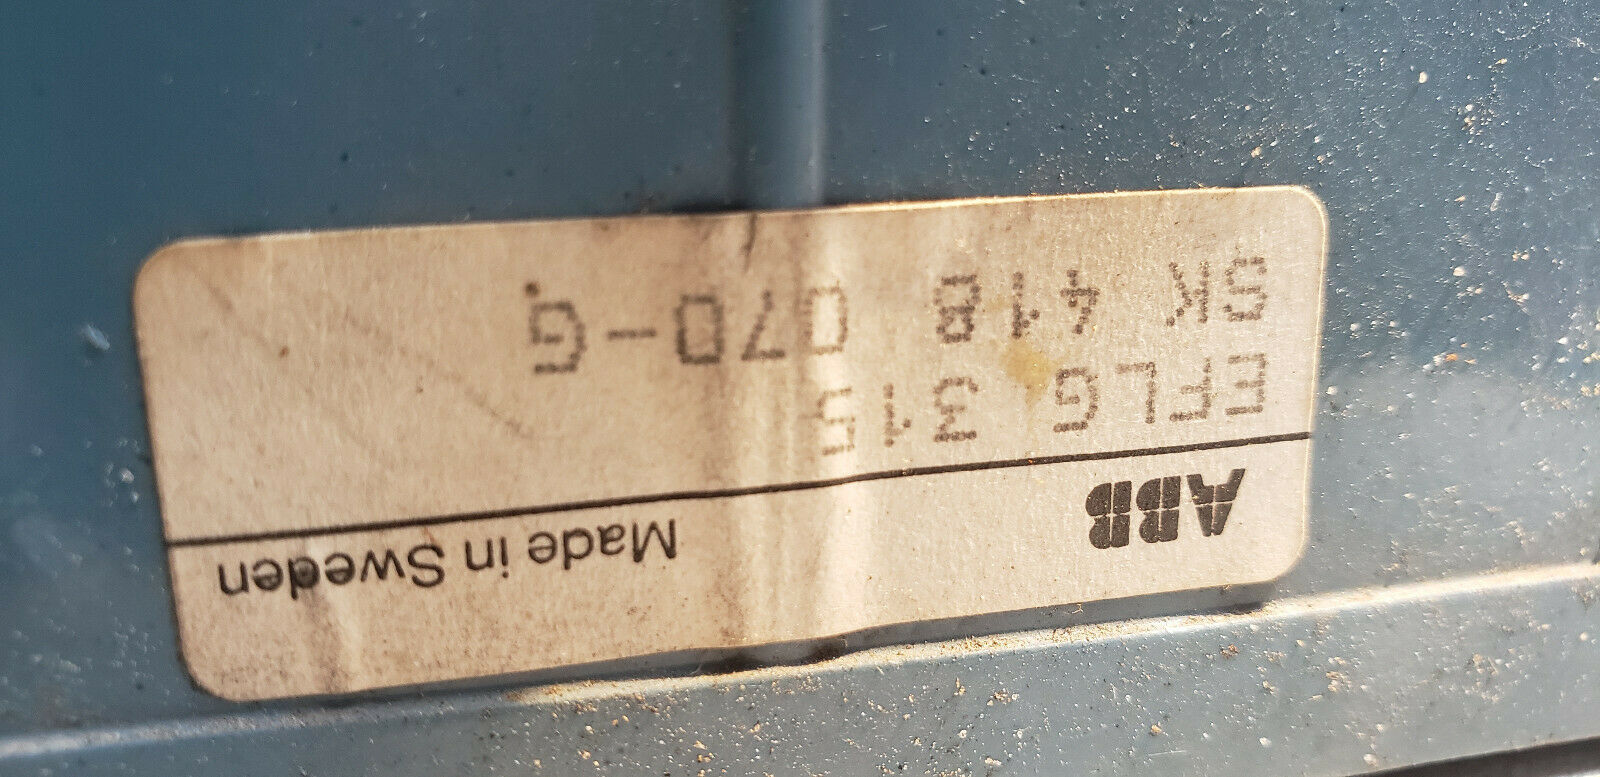 ABB Made in Sweden
EFLG 315
SK 418 070-G